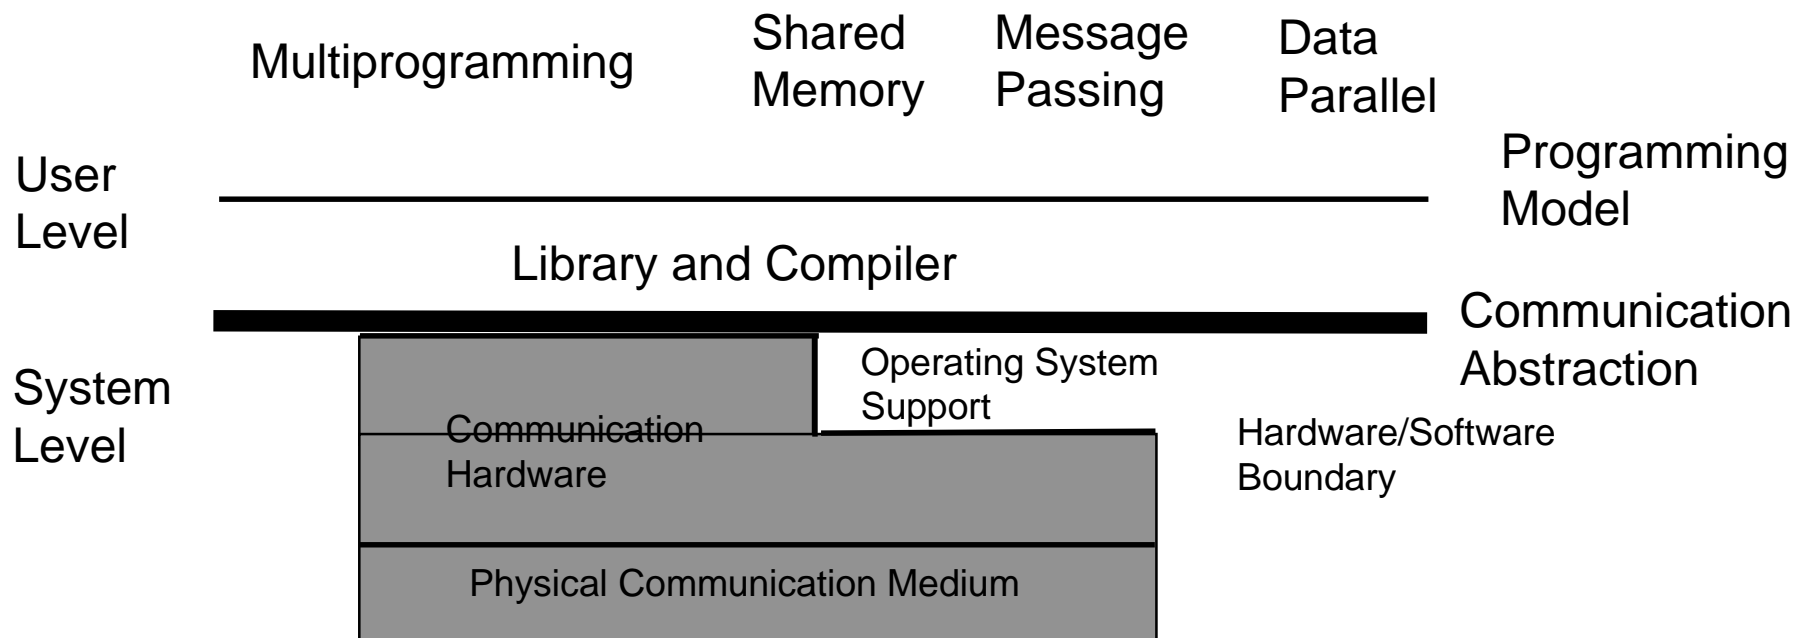 Multiprogramming
Shared
Memory
Message
Passing
Data
Parallel
User
Level
Programming
Model
Library and Compiler
Communication
Abstraction
System
Level
Operating System
Support
Communication
Hardware
Hardware/Software
Boundary
Physical Communication Medium